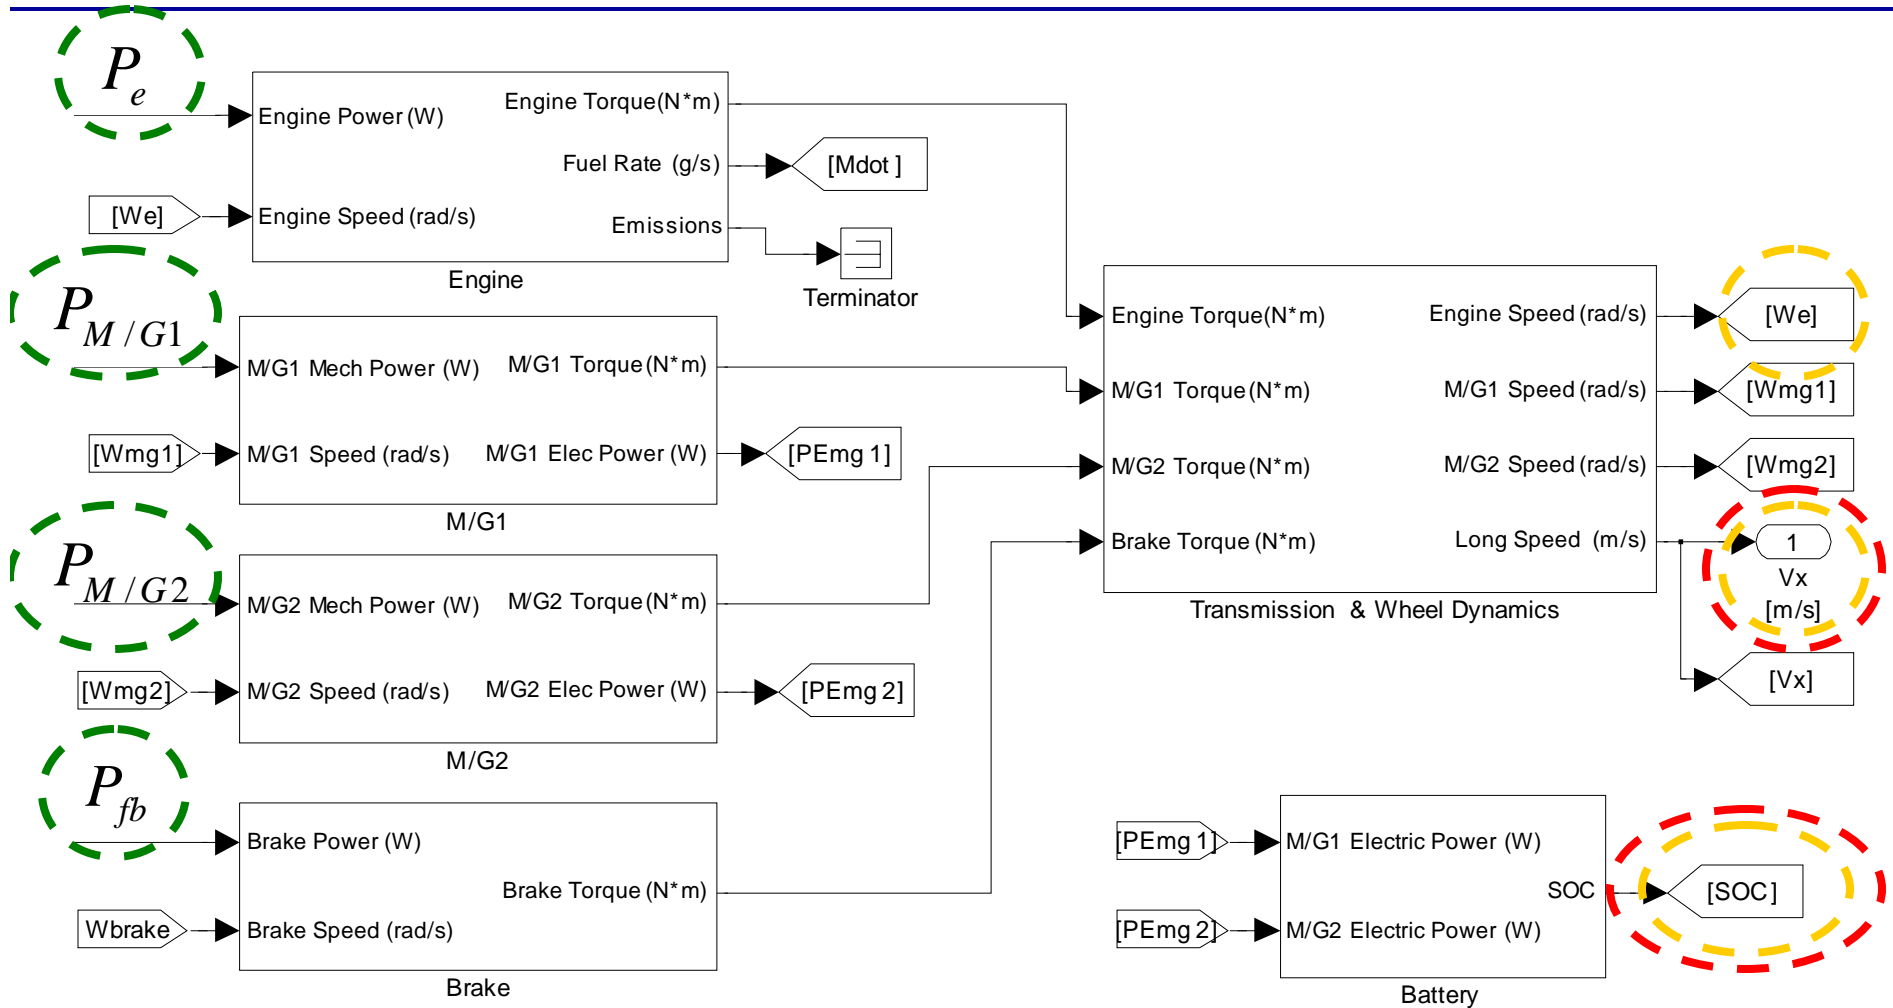 P_e
Engine Power (W)
Engine Torque(N*m)
Fuel Rate (g/s)
[Mdot ]
[We]
Engine Speed (rad/s)
Emissions
Engine
Terminator
P_{M/G1}
M/G1 Mech Power (W)
M/G1 Torque(N*m)
[Wmg1]
M/G1 Speed (rad/s)
M/G1 Elec Power (W)
[PEmg 1]
M/G1
P_{M/G2}
M/G2 Mech Power (W)
M/G2 Torque(N*m)
[Wmg2]
M/G2 Speed (rad/s)
M/G2 Elec Power (W)
[PEmg 2]
M/G2
P_{fb}
Brake Power (W)
Brake Torque(N*m)
Wbrake
Brake Speed (rad/s)
Brake
Engine Torque(N*m)
Engine Speed (rad/s)
[We]
M/G1 Torque(N*m)
M/G1 Speed (rad/s)
[Wmg1]
M/G2 Torque(N*m)
M/G2 Speed (rad/s)
[Wmg2]
Brake Torque (N*m)
Long Speed (m/s)
1
Vx
[m/s]
Transmission & Wheel Dynamics
[Vx]
[PEmg 1]
M/G1 Electric Power (W)
SOC
[SOC]
[PEmg 2]
M/G2 Electric Power (W)
Battery